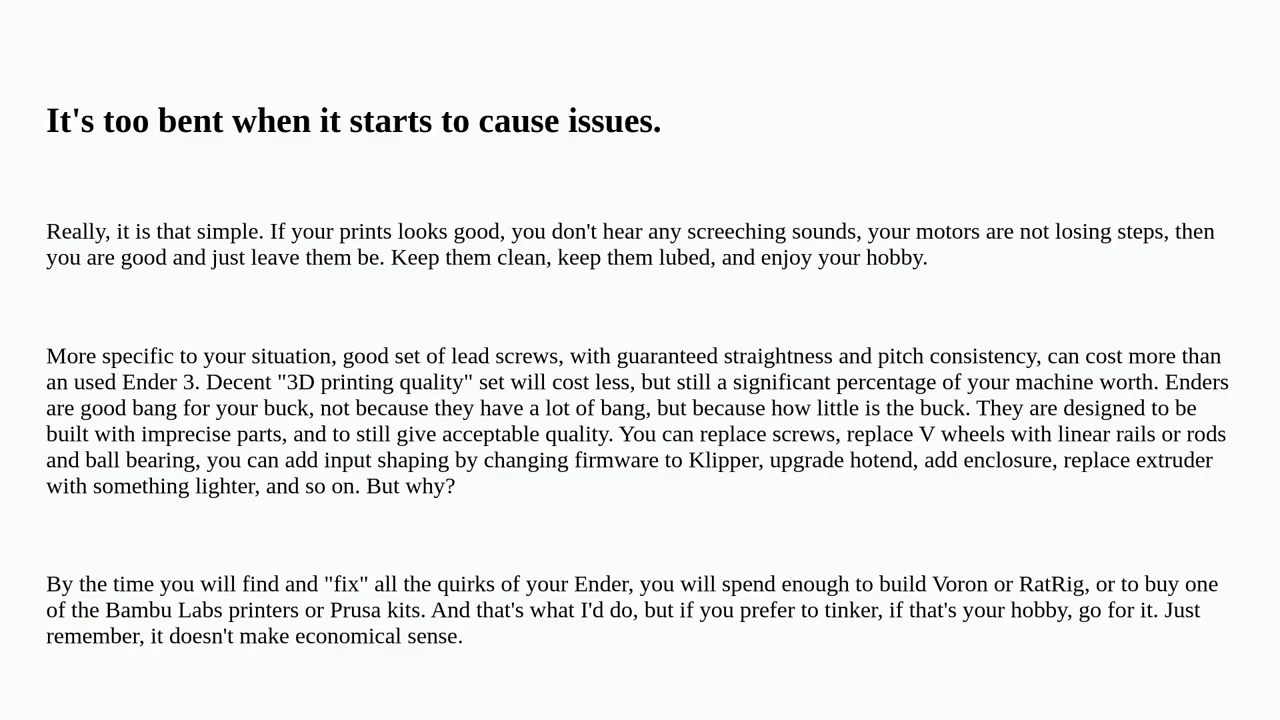 It's too bent when it starts to cause issues.
Really, it is that simple. If your prints looks good, you don't hear any screeching sounds, your motors are not losing steps, then
you are good and just leave them be. Keep them clean, keep them lubed, and enjoy your hobby.
More specific to your situation, good set of lead screws, with guaranteed straightness and pitch consistency, can cost more than
an used Ender 3. Decent "3D printing quality" set will cost less, but still a significant percentage of your machine worth. Enders
are good bang for your buck, not because they have a lot of bang, but because how little is the buck. They are designed to be
built with imprecise parts, and to still give acceptable quality. You can replace screws, replace V wheels with linear rails or rods
and ball bearing, you can add input shaping by changing firmware to Klipper, upgrade hotend, add enclosure, replace extruder
with something lighter, and so on. But why?
By the time you will find and "fix" all the quirks of your Ender, you will spend enough to build Voron or RatRig, or to buy one
of the Bambu Labs printers or Prusa kits. And that's what I'd do, but if you prefer to tinker, if that's your hobby, go for it. Just
remember, it doesn't make economical sense.